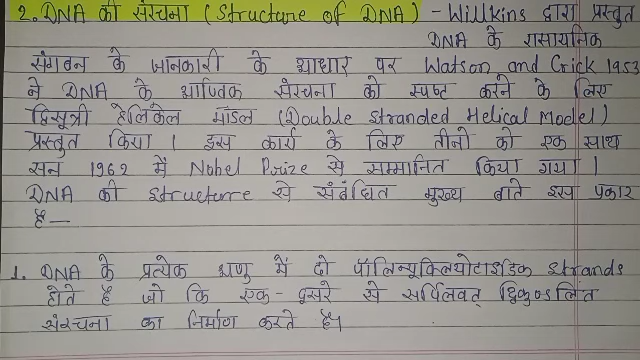 2. DNA की संरचना (Structure of DNA) - Willkins द्वारा प्रस्तुत
DNA के रासायनिक
संगठन के जानकारी के आधार पर Watson and Crick 1953
ने DNA के आण्विक संरचना को स्पष्ट करने के लिए
द्विसूत्री हेलिकल मॉडल (Double Stranded Helical Model)
प्रस्तुत किया । इस कार्य के लिए तीनो को एक साथ
सन 1962 में Nobel Prize से सम्मानित किया गया ।
DNA की structure से संबंधित मुख्य बाते इस प्रकार
है —
1. DNA के प्रत्येक अणु में दो पॉलिन्यूक्लियोटाइडिक strands
होते है जो कि एक-दुसरे से सर्पिलवत् द्विकुण्डलित
संरचना का निर्माण करते है।